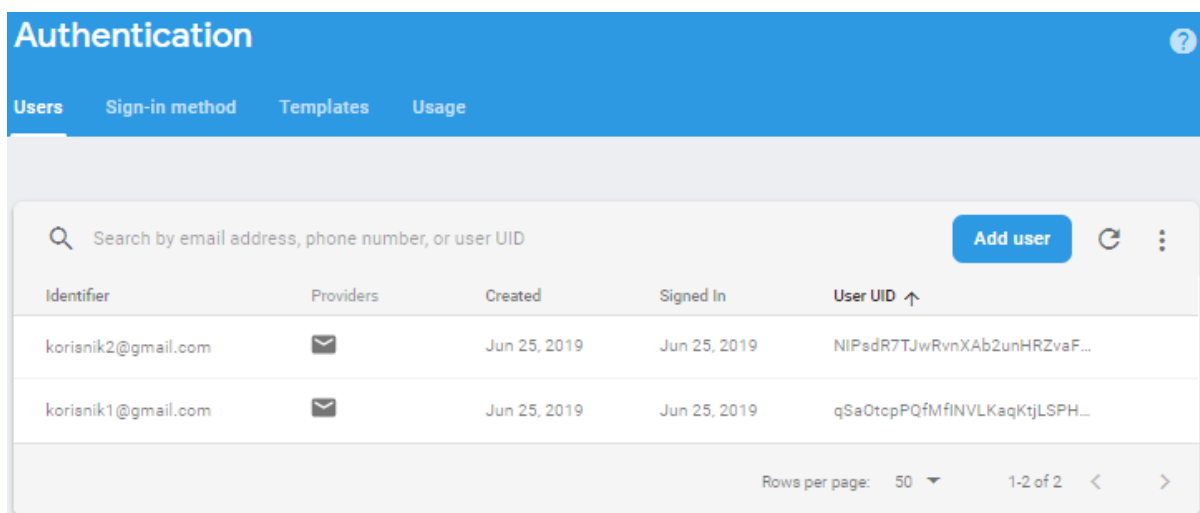 Authentication
Users Sign-in method Templates Usage
Search by email address, phone number, or user UID Add user
Identifier Providers Created Signed In User UID
korisnik2@gmail.com Jun 25, 2019 Jun 25, 2019 NIPsdR7TJwRvnXAb2unHRZvaF...
korisnik1@gmail.com Jun 25, 2019 Jun 25, 2019 qSaOtcpPQfMfINVLKaqKtjLSPH...
Rows per page: 50 1-2 of 2